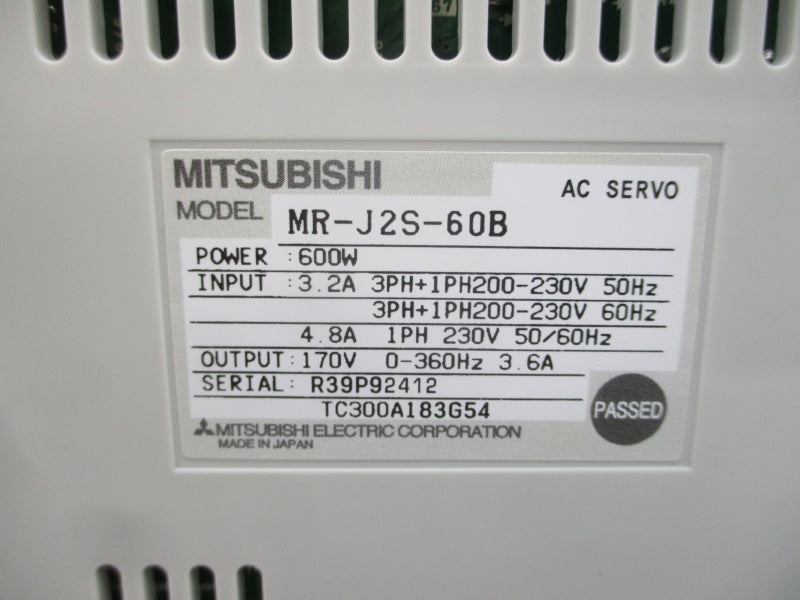 67
MITSUBISHI
AC SERVO
MODEL MR-J2S-60B
POWER : 600W
INPUT : 3.2A 3PH+1PH200-230V 50Hz
3PH+1PH200-230V 60Hz
4.8A 1PH 230V 50/60Hz
OUTPUT: 170V 0-360Hz 3.6A
SERIAL: R39P92412
TC300A183G54
PASSED
MITSUBISHI ELECTRIC CORPORATION
MADE IN JAPAN